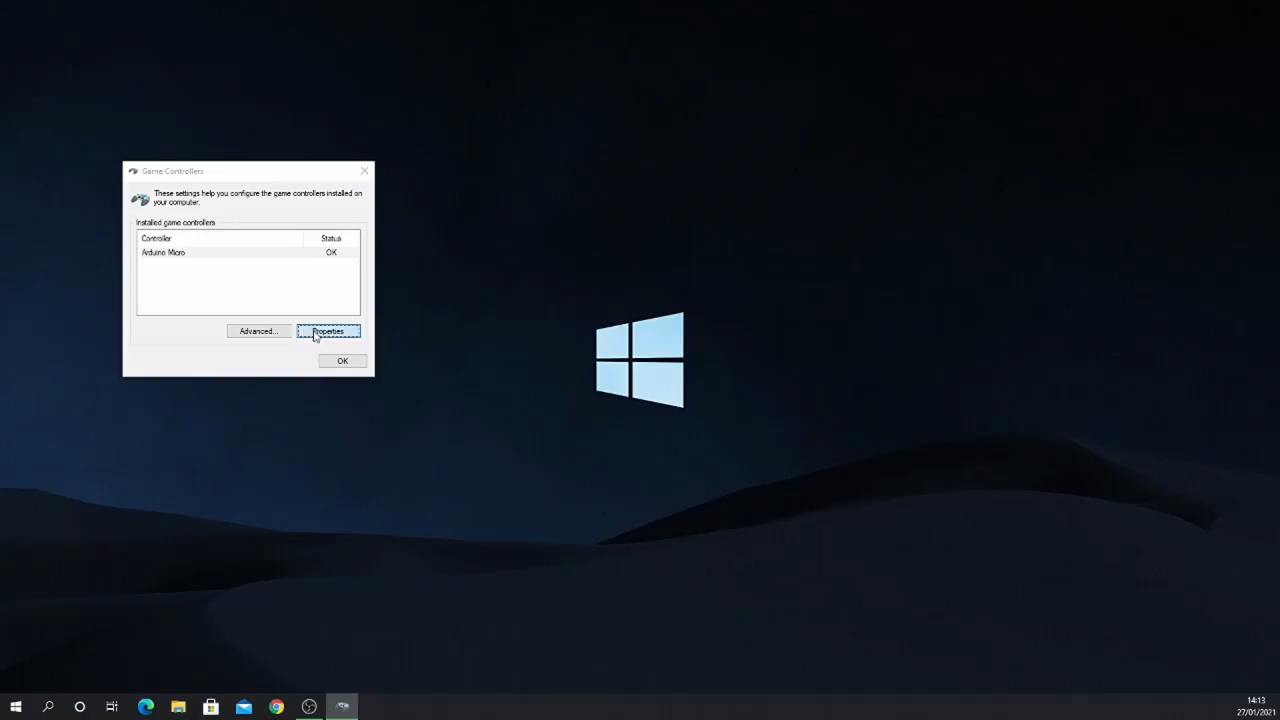 Game Controllers
These settings help you configure the game controllers installed on
your computer.
Installed game controllers
Controller Status
Arduino Micro OK
Advanced... Properties
OK
14:13
27/01/2021